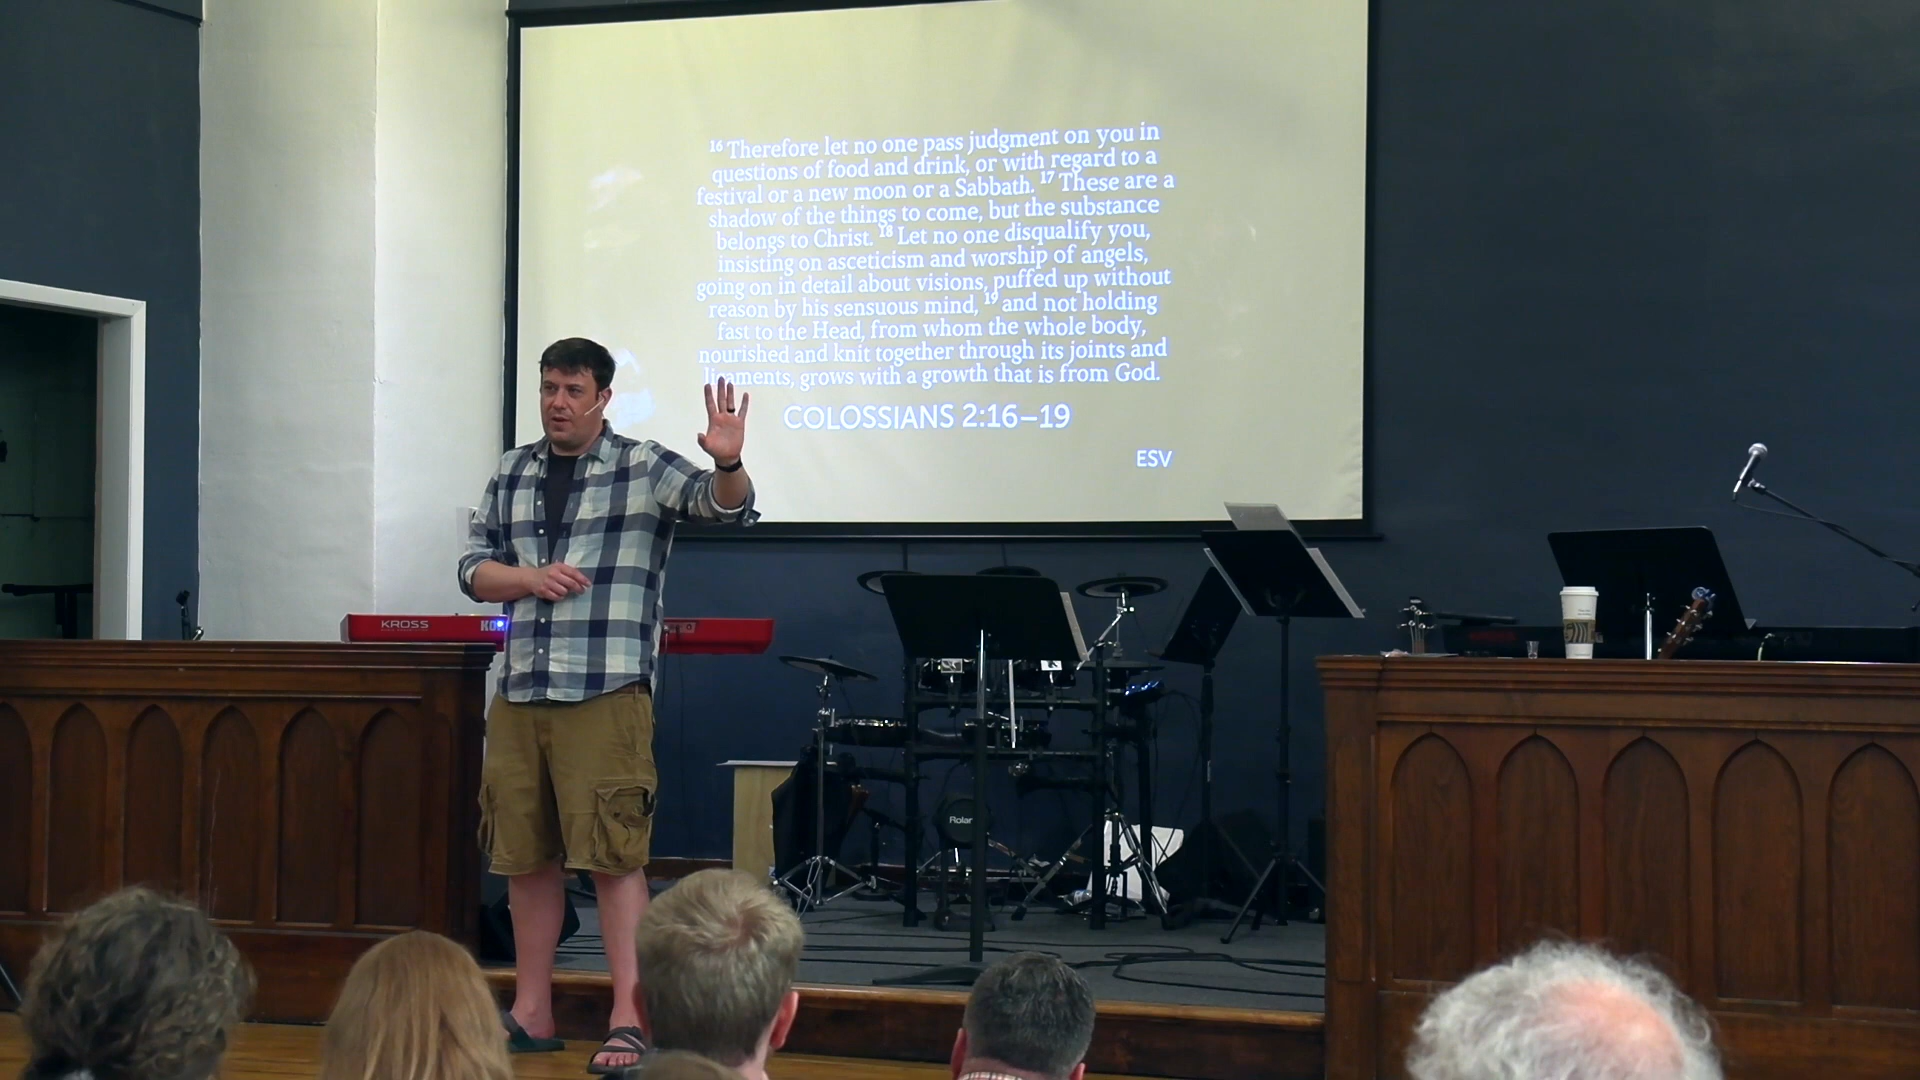 16 Therefore let no one pass judgment on you in
questions of food and drink, or with regard to a
festival or a new moon or a Sabbath. 17 These are a
shadow of the things to come, but the substance
belongs to Christ. 18 Let no one disqualify you,
insisting on asceticism and worship of angels,
going on in detail about visions, puffed up without
reason by his sensuous mind, 19 and not holding
fast to the Head, from whom the whole body,
nourished and knit together through its joints and
ligaments, grows with a growth that is from God.
COLOSSIANS 2:16–19
ESV
KROSS
Roland